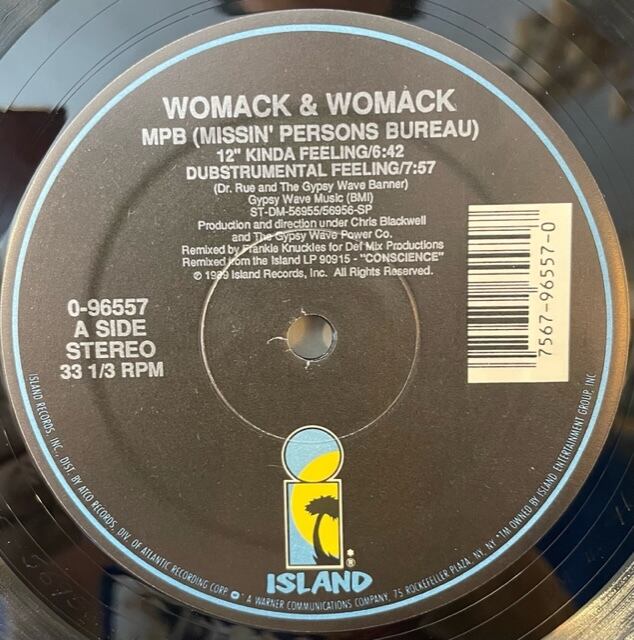 WOMACK & WOMACK
MPB (MISSIN' PERSONS BUREAU)
12" KINDA FEELING/6:42
DUBSTRUMENTAL FEELING/7:57
(Dr. Rue and The Gypsy Wave Banner)
Gypsy Wave Music (BMI)
ST-DM-56955/56956-SP
Production and direction under Chris Blackwell
and The Gypsy Wave Power Co.
Remixed by Frankie Knuckles for Def Mix Productions
Remixed from the Island LP 90915 - "CONSCIENCE"
© 1989 Island Records, Inc. All Rights Reserved.
0-96557
A SIDE
STEREO
33 1/3 RPM
7567-96557-0
i
®
ISLAND
ISLAND RECORDS, INC., DIST. BY ATCO RECORDS, DIV. OF ATLANTIC RECORDING CORP. • A WARNER COMMUNICATIONS COMPANY, 75 ROCKEFELLER PLAZA, NY, NY *TM OWNED BY ISLAND ENTERTAINMENT GROUP, INC